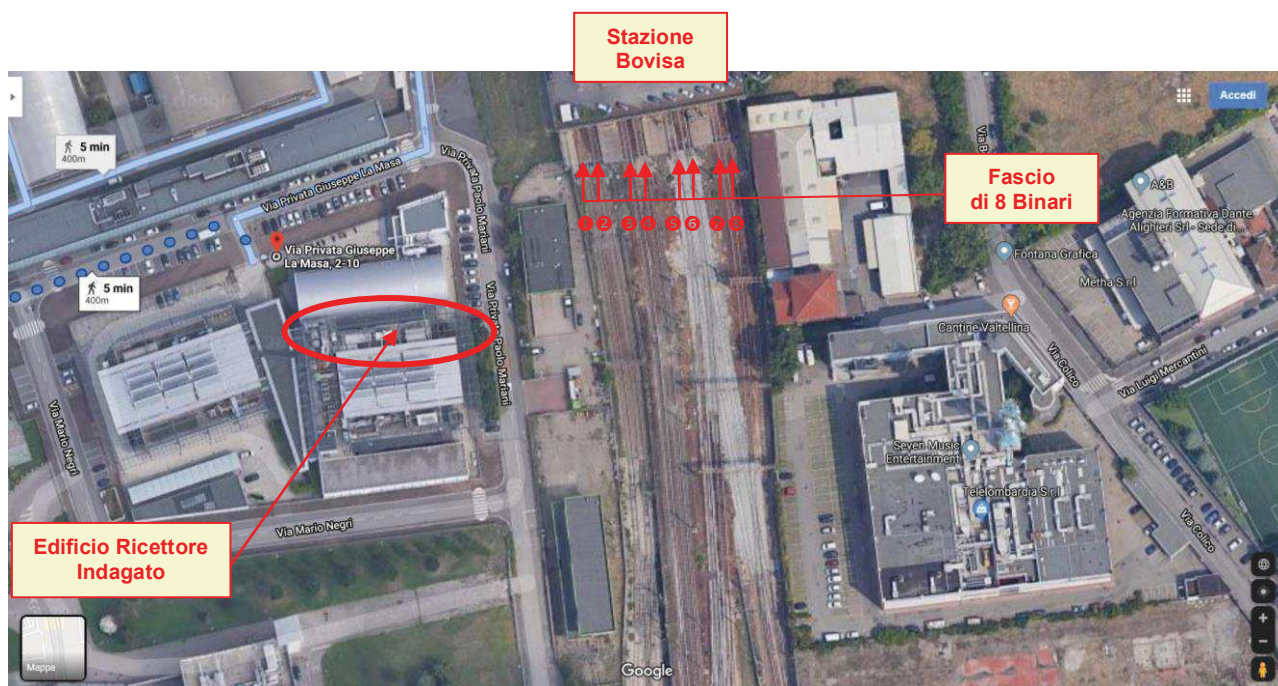 Stazione
Bovisa
Accedi
5 min
400m
Via Privata Giuseppe La Masa
Via Privata Paolo Mariani
Via B
Fascio
di 8 Binari
A&B
Agenzia Formativa Dante
Alighieri Srl - Sede di...
1 2 3 4 5 6 7 8
Via Privata Giuseppe
La Masa, 2-10
Fontana Grafica
Metha S.r.l
5 min
400m
Cantine Valtellina
Via Privata Paolo Mariani
Via Colico
Via Luigi Mercantini
Via Mario Negri
Seven Music
Entertainment
Telelombardia S.r.l
Via Mario Negri
Via Colico
Edificio Ricettore
Indagato
Mappa
Google